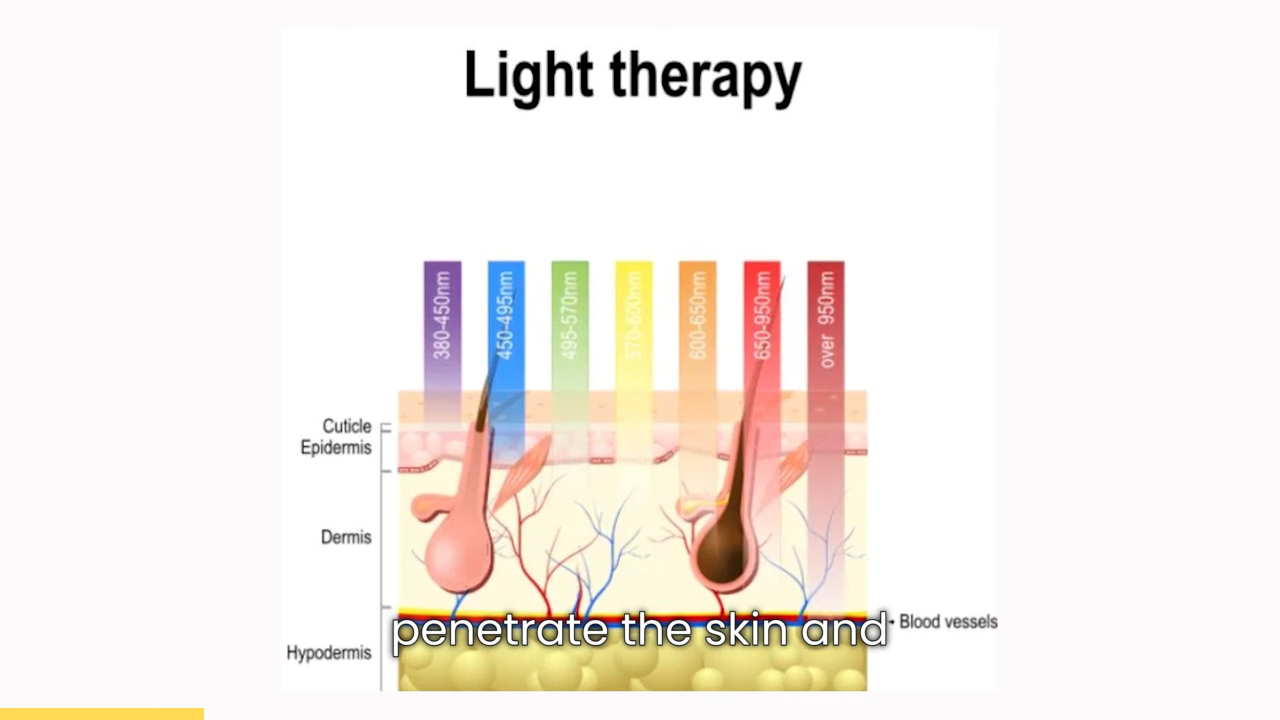 Light therapy
380-450nm
450-495nm
495-570nm
570-600nm
600-650nm
650-950nm
over 950nm
Cuticle
Epidermis
Dermis
Hypodermis
Blood vessels
penetrate the skin and